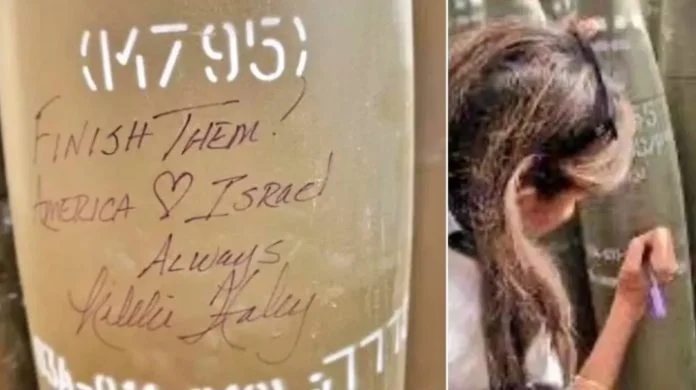 (M795)
FINISH THEM!
AMERICA ♡ ISRAEL
ALWAYS
Nikki Haley